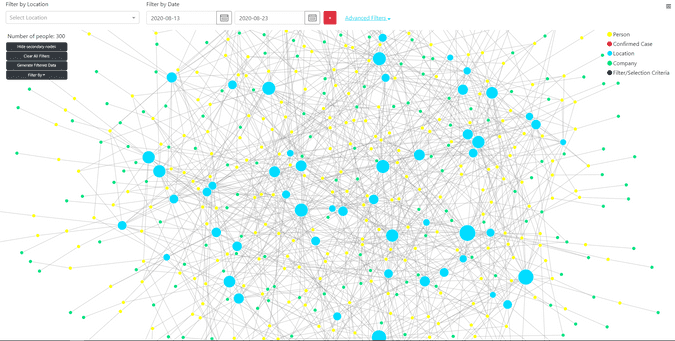 Filter by Location
Filter by Date
Select Location
2020-08-13
2020-08-23
×
Advanced Filters
Number of people: 300
Hide secondary nodes
Clear All Filters
Generate Filtered Data
Filter By
Person
Confirmed Case
Location
Company
Filter/Selection Criteria